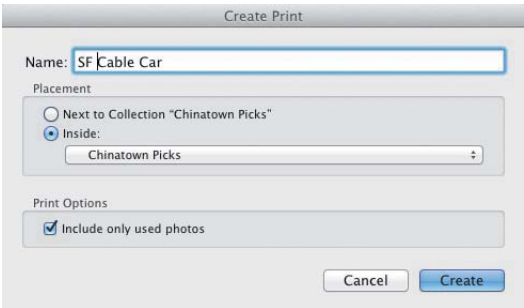 Create Print
Name: SF Cable Car
Placement
Next to Collection “Chinatown Picks”
Inside:
Chinatown Picks
Print Options
Include only used photos
Cancel Create